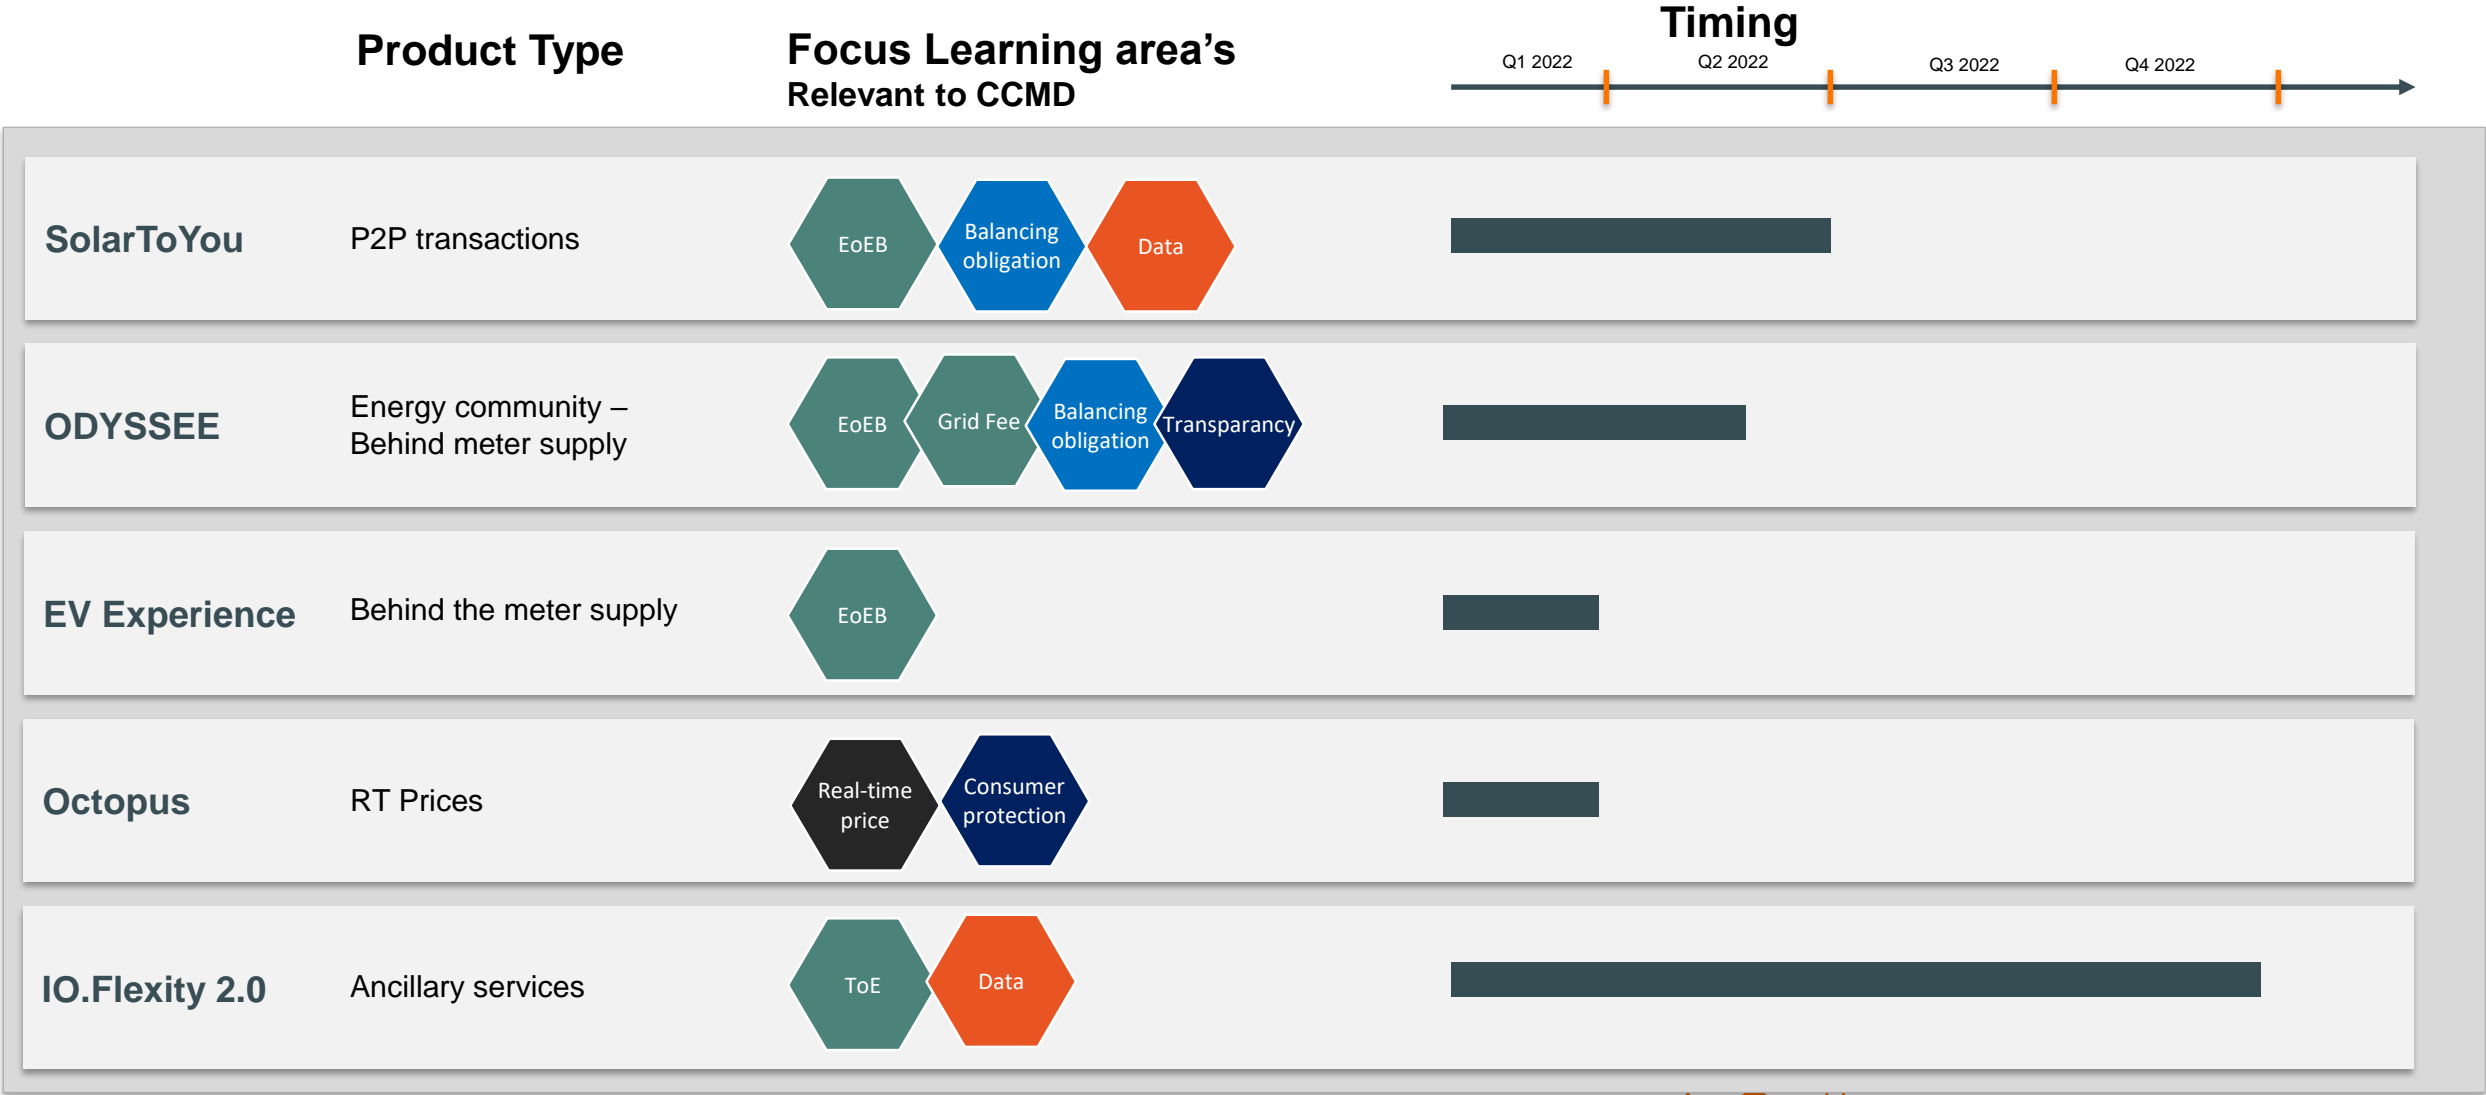 Product Type
Focus Learning area's
Relevant to CCMD
Timing
Q1 2022
Q2 2022
Q3 2022
Q4 2022
SolarToYou
P2P transactions
EoEB
Balancing
obligation
Data
ODYSSEE
Energy community –
Behind meter supply
EoEB
Grid Fee
Balancing
obligation
Transparancy
EV Experience
Behind the meter supply
EoEB
Octopus
RT Prices
Real-time
price
Consumer
protection
IO.Flexity 2.0
Ancillary services
ToE
Data